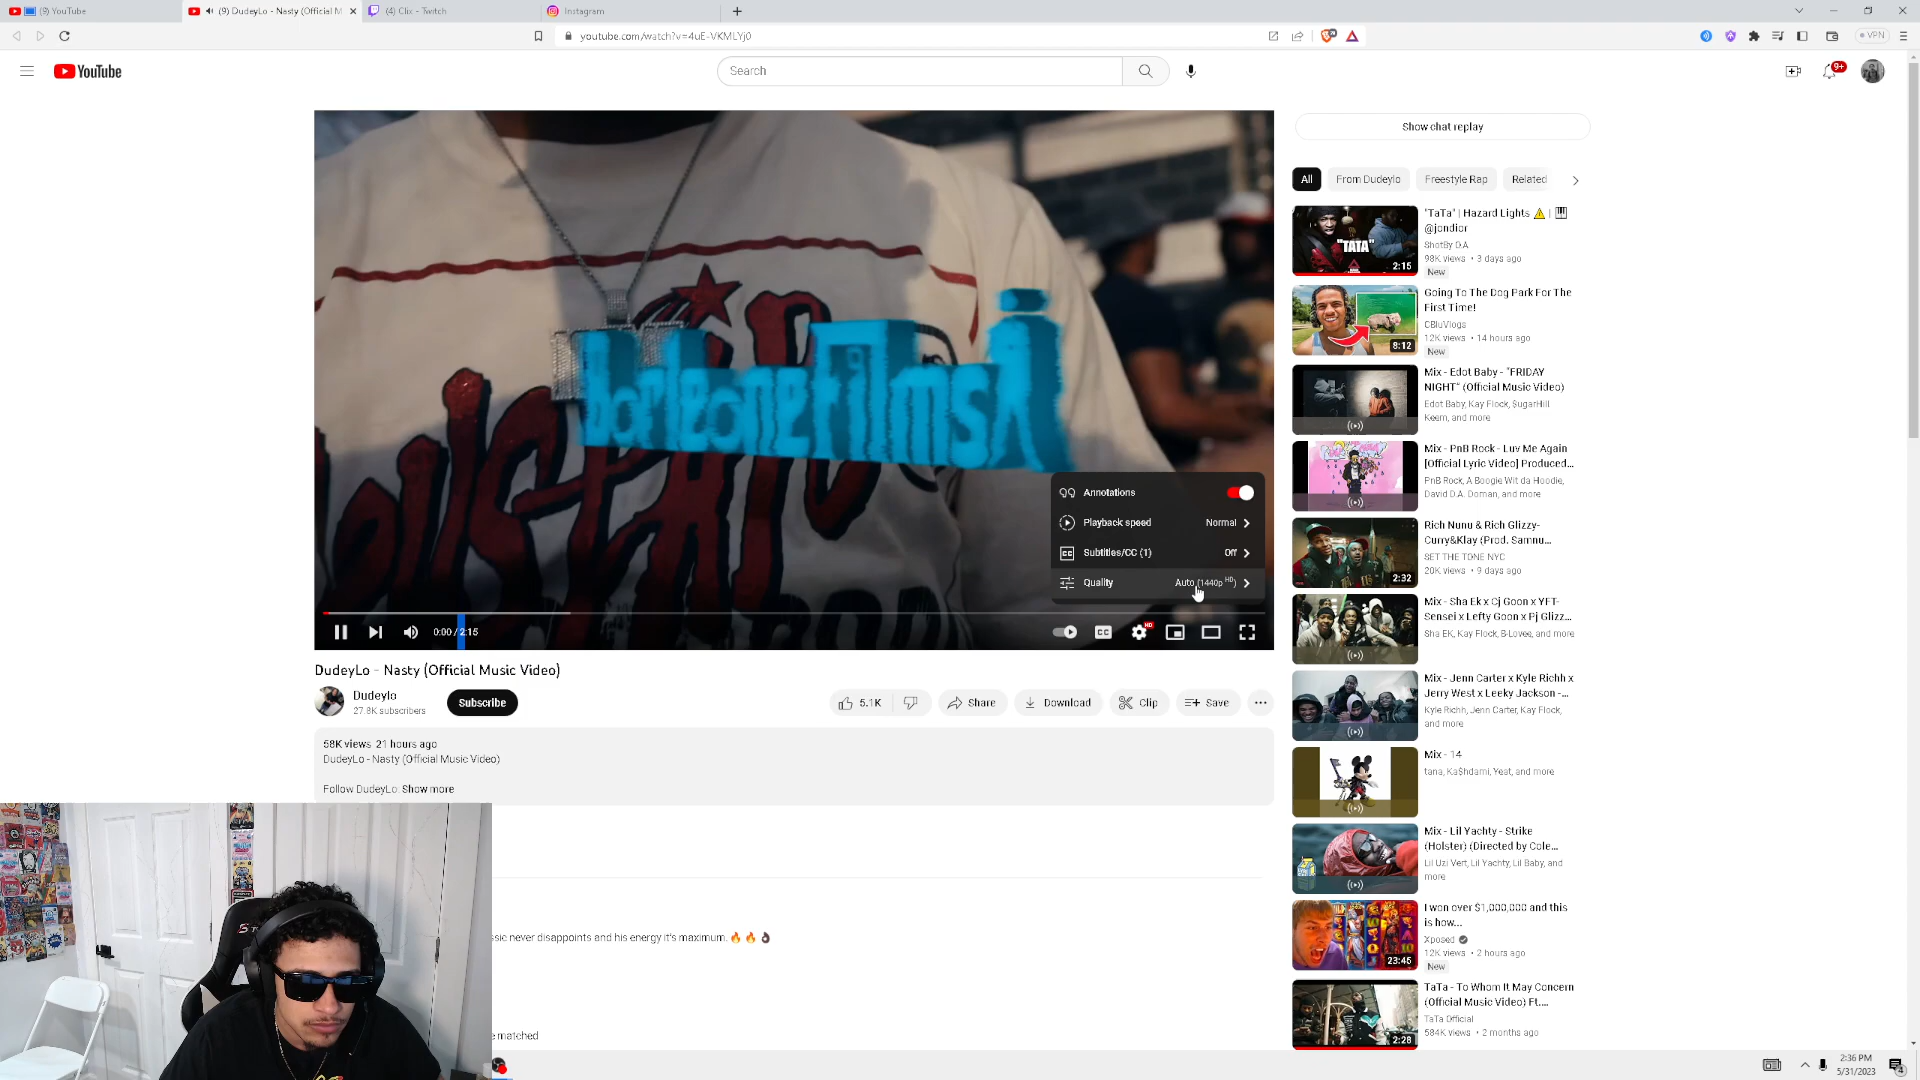 (9) YouTube
(9) DudeyLo - Nasty (Official M
(4) Clix - Twitch
Instagram
youtube.com/watch?v=4uE-VKMLYj0
VPN
YouTube
Search
9+
Show chat replay
All
From Dudeylo
Freestyle Rap
Related
"TATA"
2:15
"TaTa" | Hazard Lights ⚠️ | 🎹
@jondior
ShotBy D.A
98K views • 3 days ago
New
8:12
Going To The Dog Park For The
First Time!
CBluVlogs
12K views • 14 hours ago
New
Mix - Edot Baby - "FRIDAY
NIGHT" (Official Music Video)
Edot Baby, Kay Flock, SugarHill
Keem, and more
Mix - PnB Rock - Luv Me Again
[Official Lyric Video] Produced...
PnB Rock, A Boogie Wit da Hoodie,
David D.A. Doman, and more
2:32
Rich Nunu & Rich Glizzy-
Curry&Klay (Prod. Samnu...
SET THE TONE NYC
20K views • 9 days ago
Mix - Sha Ek x Cj Goon x YFT-
Sensei x Lefty Goon x Pj Glizz...
Sha EK, Kay Flock, B-Lovee, and more
Mix - Jenn Carter x Kyle Richh x
Jerry West x Leeky Jackson -...
Kyle Richh, Jenn Carter, Kay Flock,
and more
Mix - 14
tana, Ka$hdami, Yeat, and more
Mix - Lil Yachty - Strike
(Holster) (Directed by Cole...
Lil Uzi Vert, Lil Yachty, Lil Baby, and
more
23:45
I won over $1,000,000 and this
is how...
Xposed
12K views • 2 hours ago
New
2:28
TaTa - To Whom It May Concern
(Official Music Video) Ft....
TaTa Official
584K views • 2 months ago
Annotations
Playback speed
Normal
Subtitles/CC (1)
Off
Quality
Auto (1440p HD)
0:00 / 2:15
CC
HD
DudeyLo - Nasty (Official Music Video)
Dudeylo
27.8K subscribers
Subscribe
5.1K
Share
Download
Clip
Save
58K views 21 hours ago
DudeyLo - Nasty (Official Music Video)
Follow DudeyLo: Show more
never disappoints and his energy it's maximum. 🔥 🔥 👌🏿
matched
2:36 PM
5/31/2023
4